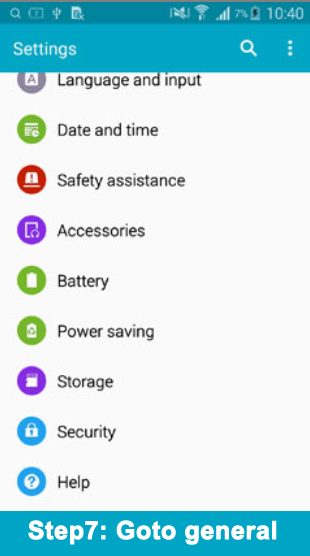 7% 10:40
Settings
A Language and input
Date and time
Safety assistance
Accessories
Battery
Power saving
Storage
Security
? Help
Step7: Goto general